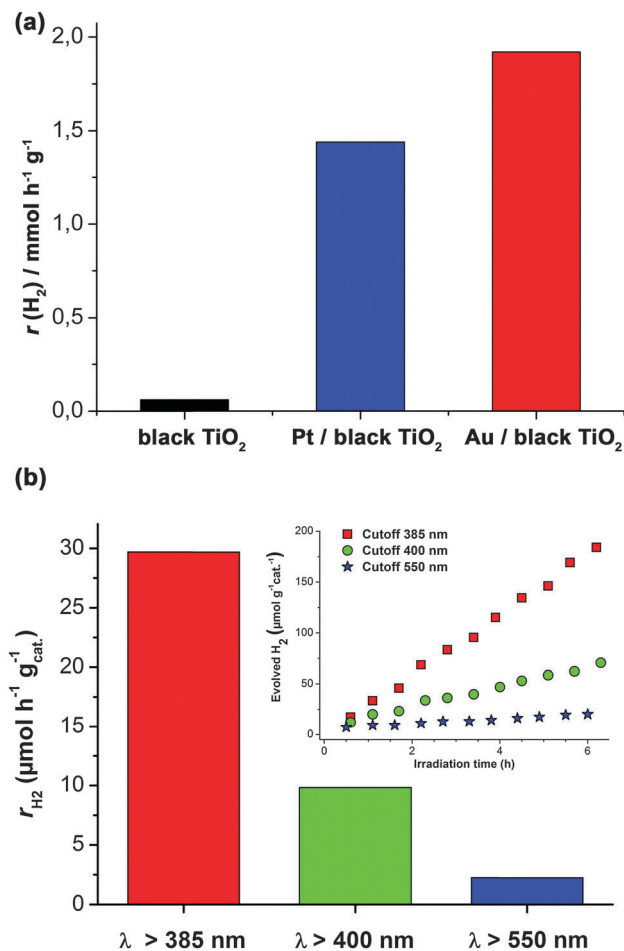 (a)
r (H₂) / mmol h⁻¹ g⁻¹
2,0
1,5
1,0
0,5
0,0
black TiO₂ Pt / black TiO₂ Au / black TiO₂
(b)
r_H2 (μmol h⁻¹ g⁻¹cat.)
30
25
20
15
10
5
0
Evolved H₂ (μmol g⁻¹cat.⁻¹)
200
150
100
50
0
Cutoff 385 nm
Cutoff 400 nm
Cutoff 550 nm
0 2 4 6
Irradiation time (h)
λ > 385 nm λ > 400 nm λ > 550 nm